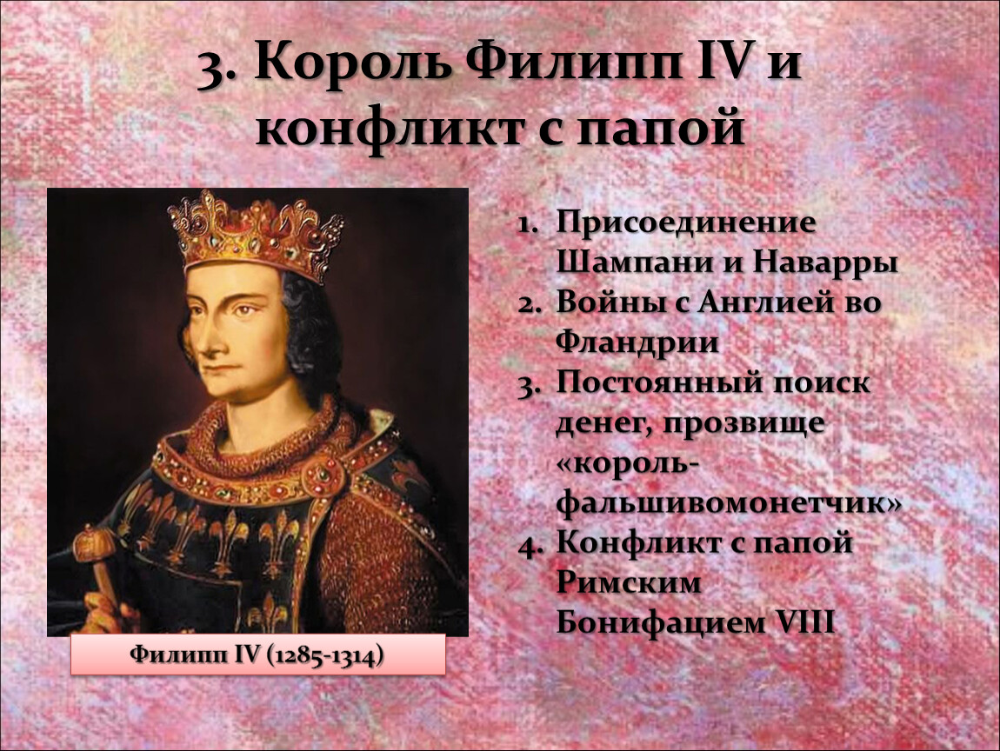 3. Король Филипп IV и
конфликт с папой
1. Присоединение
Шампани и Наварры
2. Войны с Англией во
Фландрии
3. Постоянный поиск
денег, прозвище
«король-
фальшивомонетчик»
4. Конфликт с папой
Римским
Бонифацием VIII
Филипп IV (1285-1314)